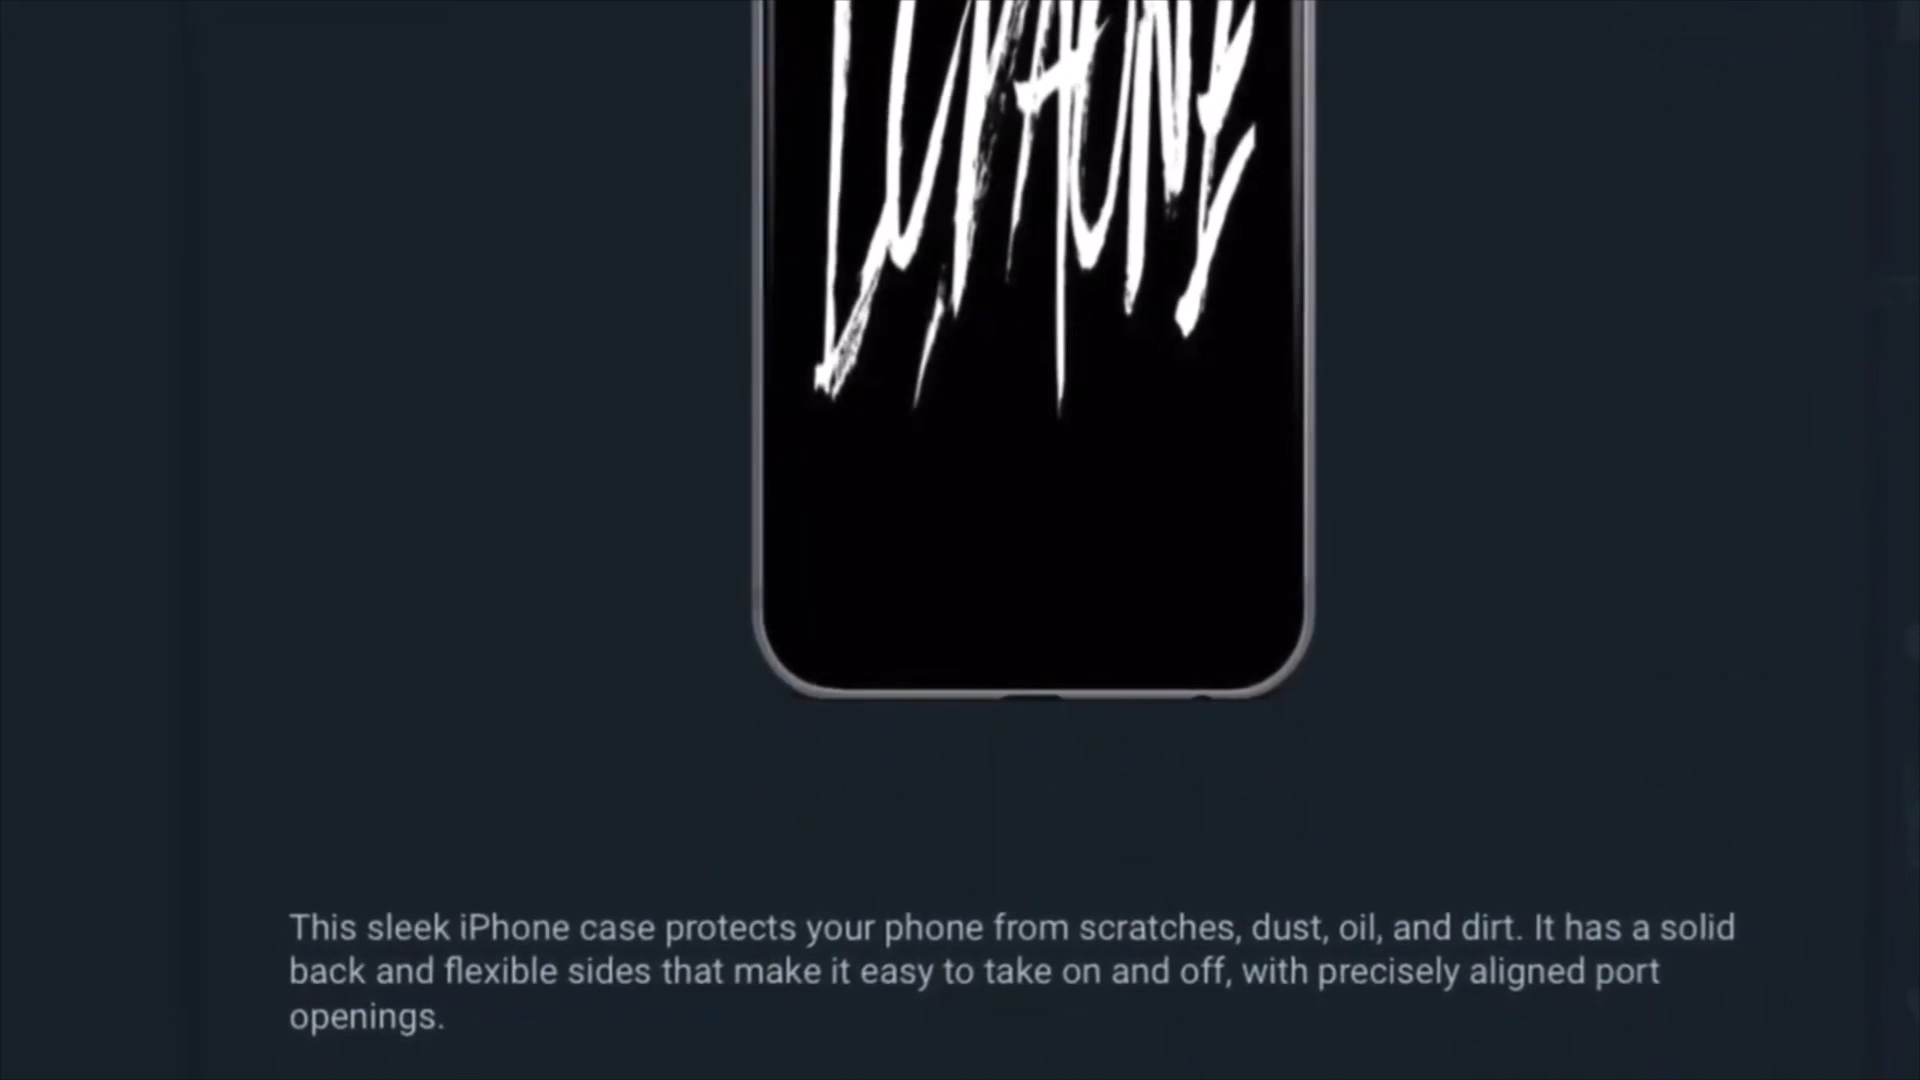 This sleek iPhone case protects your phone from scratches, dust, oil, and dirt. It has a solid
back and flexible sides that make it easy to take on and off, with precisely aligned port
openings.